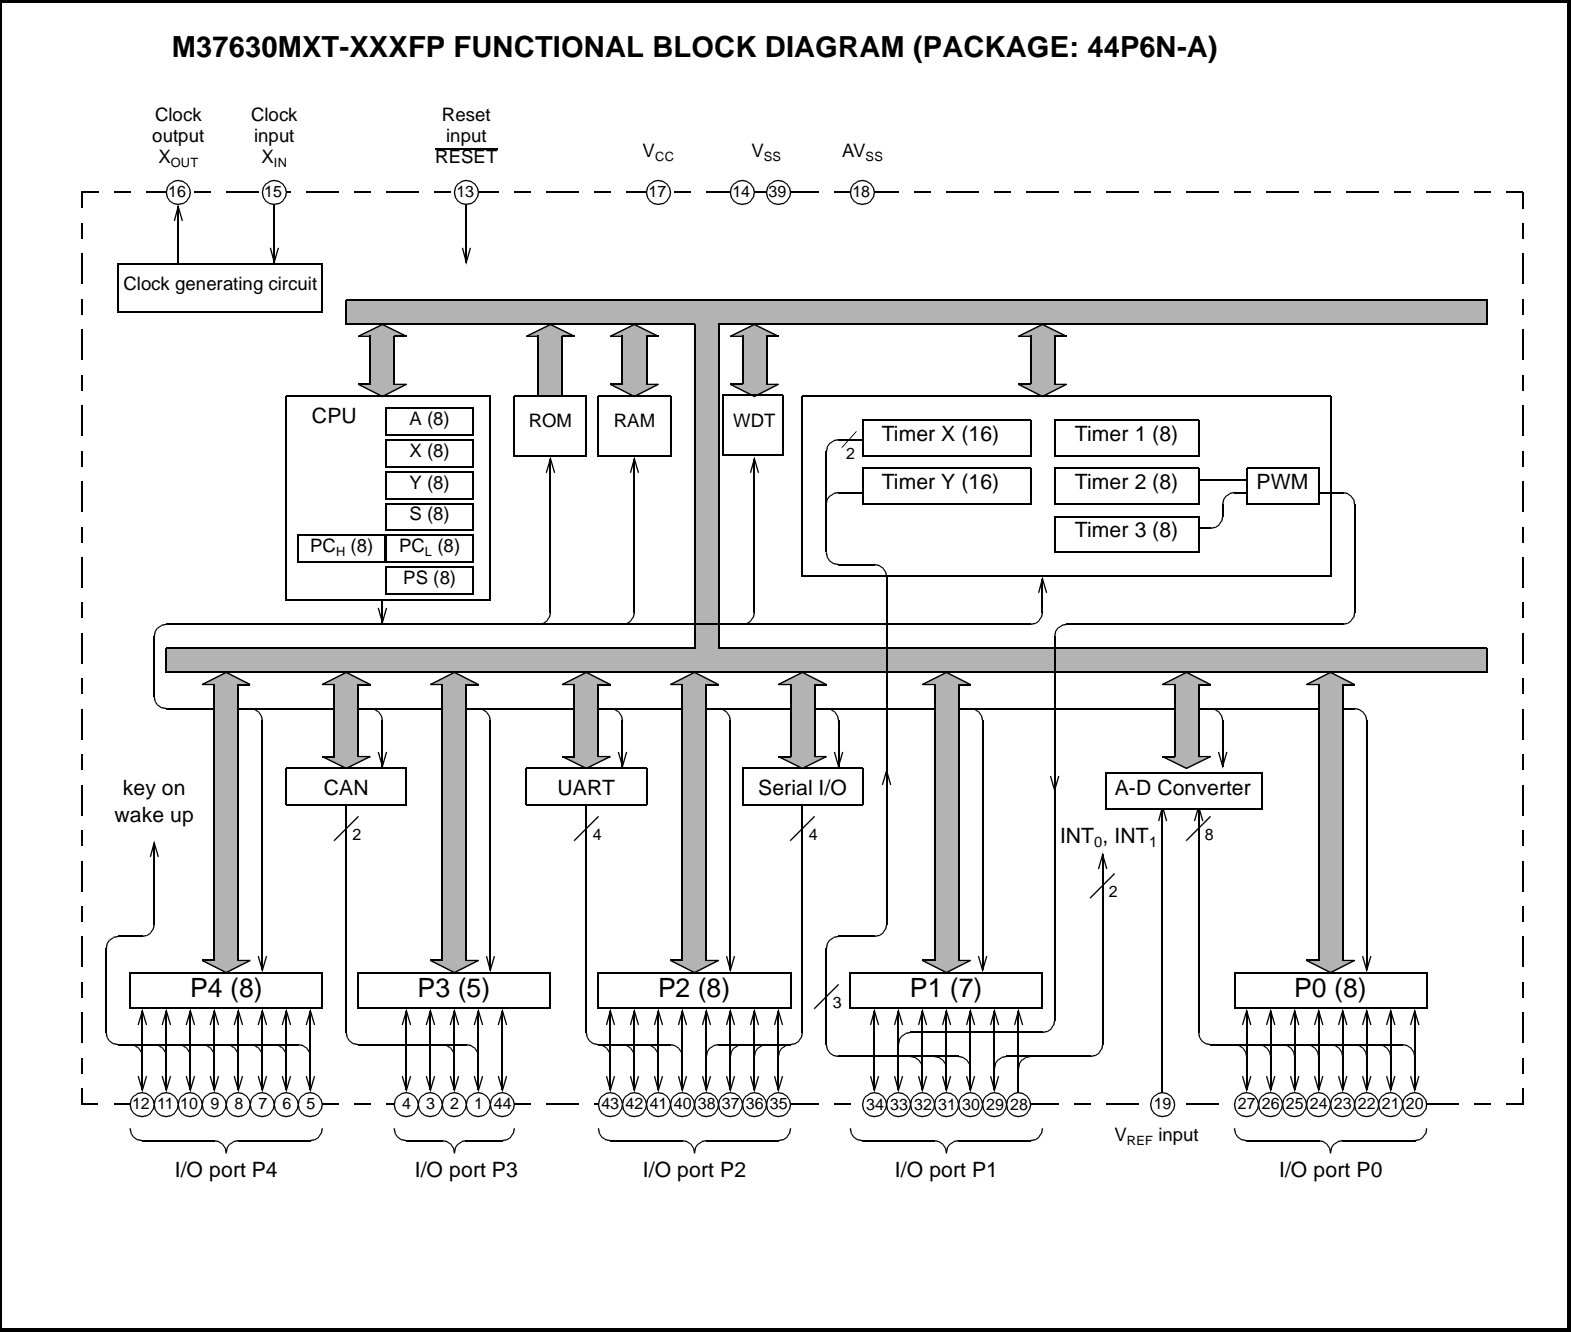 M37630MXT-XXXFP FUNCTIONAL BLOCK DIAGRAM (PACKAGE: 44P6N-A)
Clock output XOUT
Clock input XIN
Reset input RESET
VCC
VSS
AVSS
16
15
13
17
14
39
18
Clock generating circuit
CPU
A (8)
X (8)
Y (8)
S (8)
PCH (8)
PCL (8)
PS (8)
ROM
RAM
WDT
Timer X (16)
Timer Y (16)
2
Timer 1 (8)
Timer 2 (8)
Timer 3 (8)
PWM
key on wake up
CAN
2
UART
4
Serial I/O
4
A-D Converter
8
INT0, INT1
2
3
P4 (8)
P3 (5)
P2 (8)
P1 (7)
P0 (8)
12 11 10 9 8 7 6 5
4 3 2 1 44
43 42 41 40 38 37 36 35
34 33 32 31 30 29 28
19
27 26 25 24 23 22 21 20
VREF input
I/O port P4
I/O port P3
I/O port P2
I/O port P1
I/O port P0